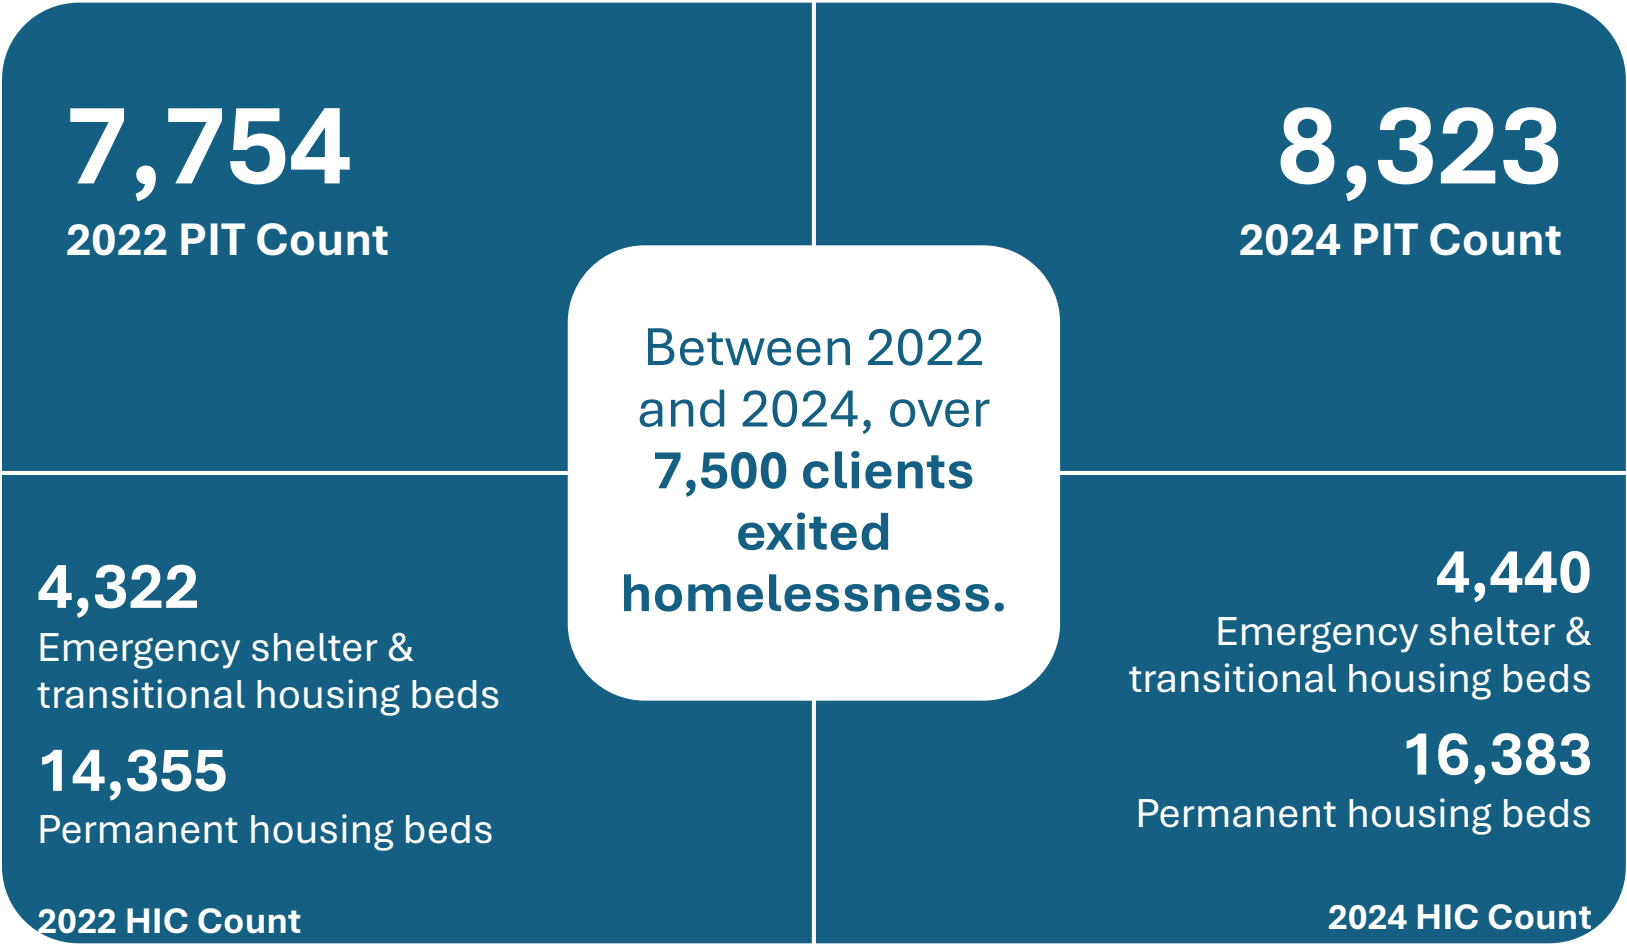 7,754
2022 PIT Count
8,323
2024 PIT Count
Between 2022
and 2024, over
7,500 clients
exited
homelessness.
4,322
Emergency shelter &
transitional housing beds
14,355
Permanent housing beds
2022 HIC Count
4,440
Emergency shelter &
transitional housing beds
16,383
Permanent housing beds
2024 HIC Count